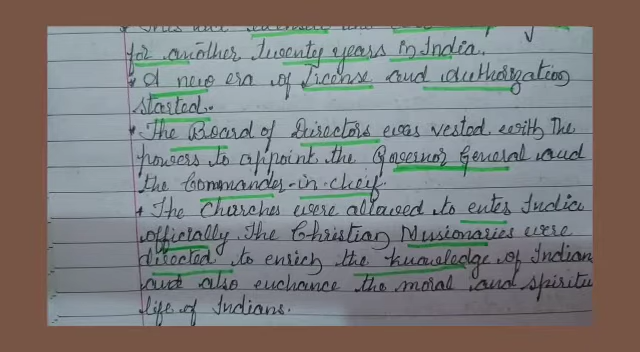 for another twenty years in India.
• A new era of License and authorization
started.
• The Board of Directors was vested with the
powers to appoint the Governor General and
the Commander-in-cheif.
• The Churches were allowed to enter India
officially. The Christian Missionaries were
directed to enrich the knowledge of Indian
and also enchance the moral and spiritu
life of Indians.